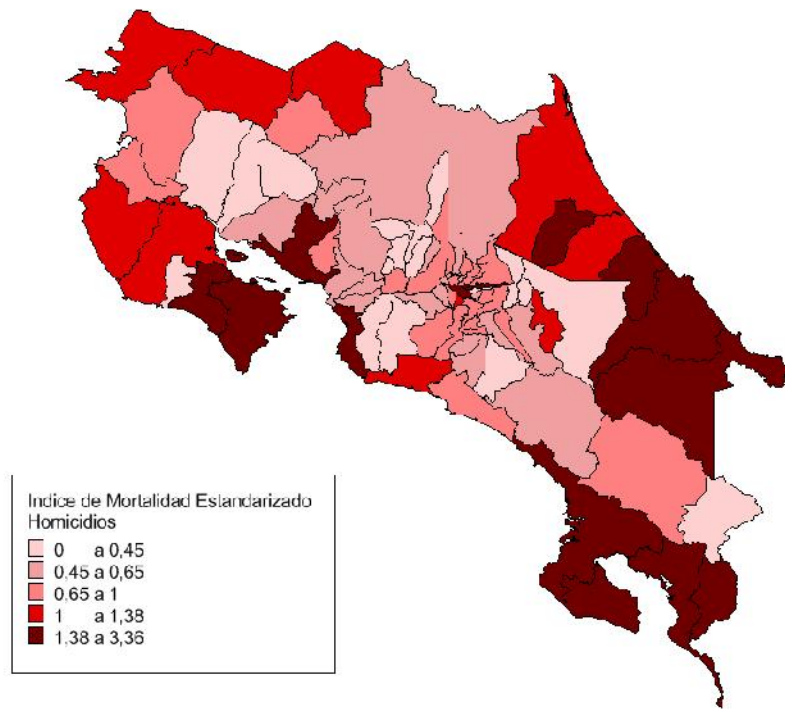 Indice de Mortalidad Estandarizado
Homicidios
0 a 0,45
0.45 a 0,65
0.65 a 1
1 a 1,38
1,38 a 3,36